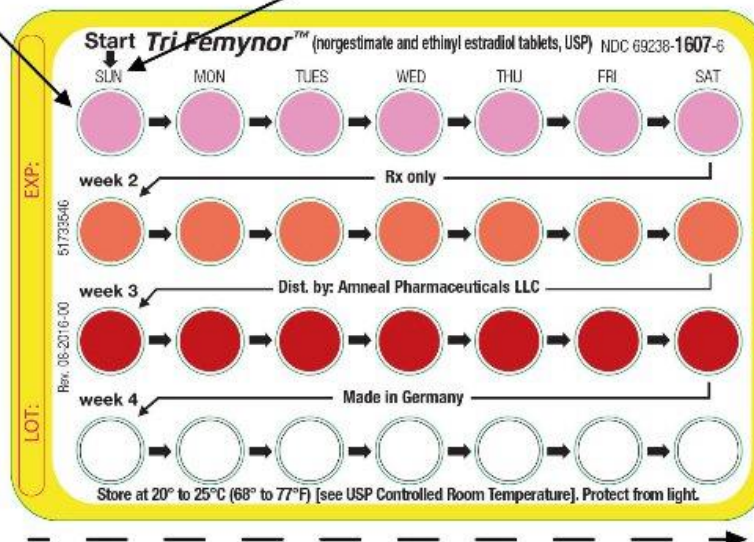 Start Tri Femynor™ (norgestimate and ethinyl estradiol tablets, USP) NDC 69238-1607-6
SUN MON TUES WED THU FRI SAT
week 2 Rx only
week 3 Dist. by: Amneal Pharmaceuticals LLC
week 4 Made in Germany
Store at 20° to 25°C (68° to 77°F) [see USP Controlled Room Temperature]. Protect from light.
EXP:
LOT:
51733546
Rev. 08-2016-00